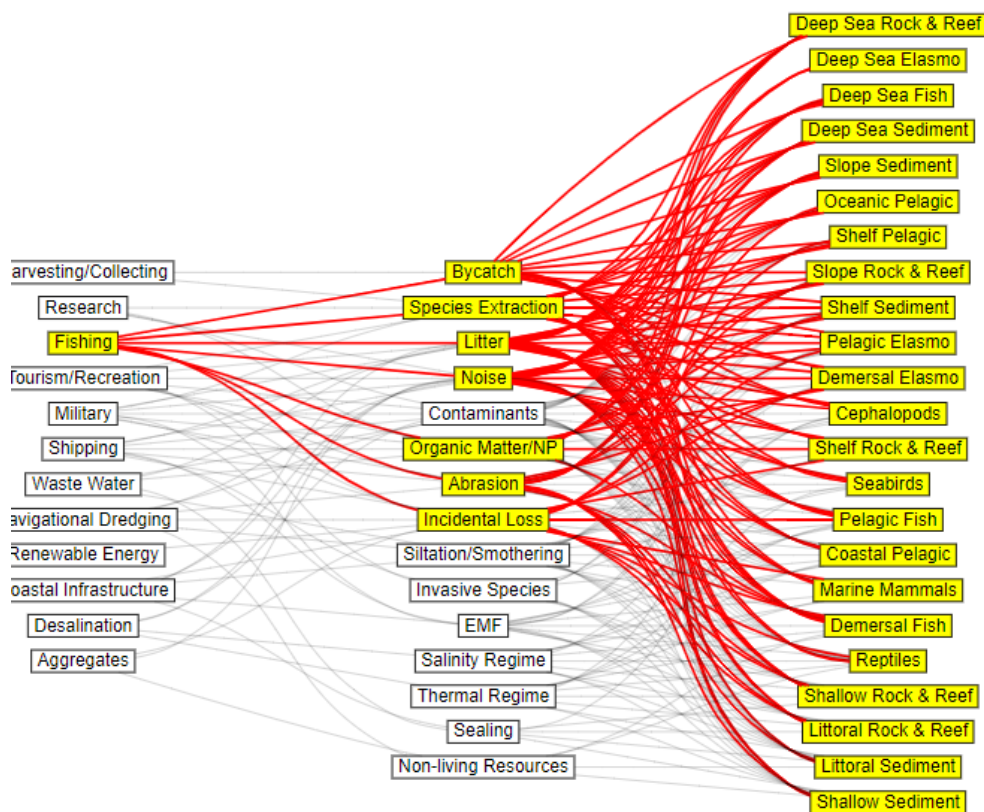 Deep Sea Rock & Reef
Deep Sea Elasmo
Deep Sea Fish
Deep Sea Sediment
Slope Sediment
Oceanic Pelagic
Shelf Pelagic
arvesting/Collecting Bycatch Slope Rock & Reef
Research Species Extraction Shelf Sediment
Fishing Litter Pelagic Elasmo
Tourism/Recreation Noise Demersal Elasmo
Military Contaminants Cephalopods
Shipping Organic Matter/NP Shelf Rock & Reef
Waste Water Abrasion Seabirds
avigational Dredging Incidental Loss Pelagic Fish
Renewable Energy Siltation/Smothering Coastal Pelagic
oastal Infrastructure Invasive Species Marine Mammals
Desalination EMF Demersal Fish
Aggregates Salinity Regime Reptiles
Thermal Regime Shallow Rock & Reef
Sealing Littoral Rock & Reef
Non-living Resources Littoral Sediment
Shallow Sediment